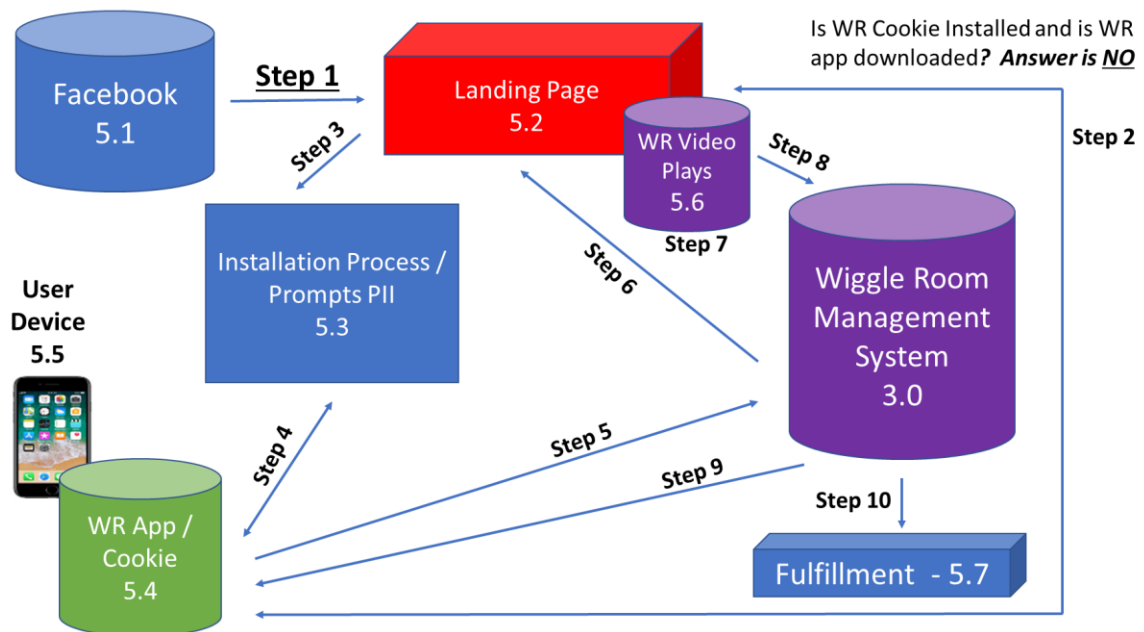 Is WR Cookie Installed and is WR
app downloaded? Answer is NO
Facebook
5.1
Step 1
Landing Page
5.2
Step 2
Step 3
WR Video
Plays
5.6
Step 8
Step 7
Step 6
Installation Process /
Prompts PII
5.3
Wiggle Room
Management
System
3.0
User
Device
5.5
Step 4
Step 5
Step 9
Step 10
WR App /
Cookie
5.4
Fulfillment - 5.7